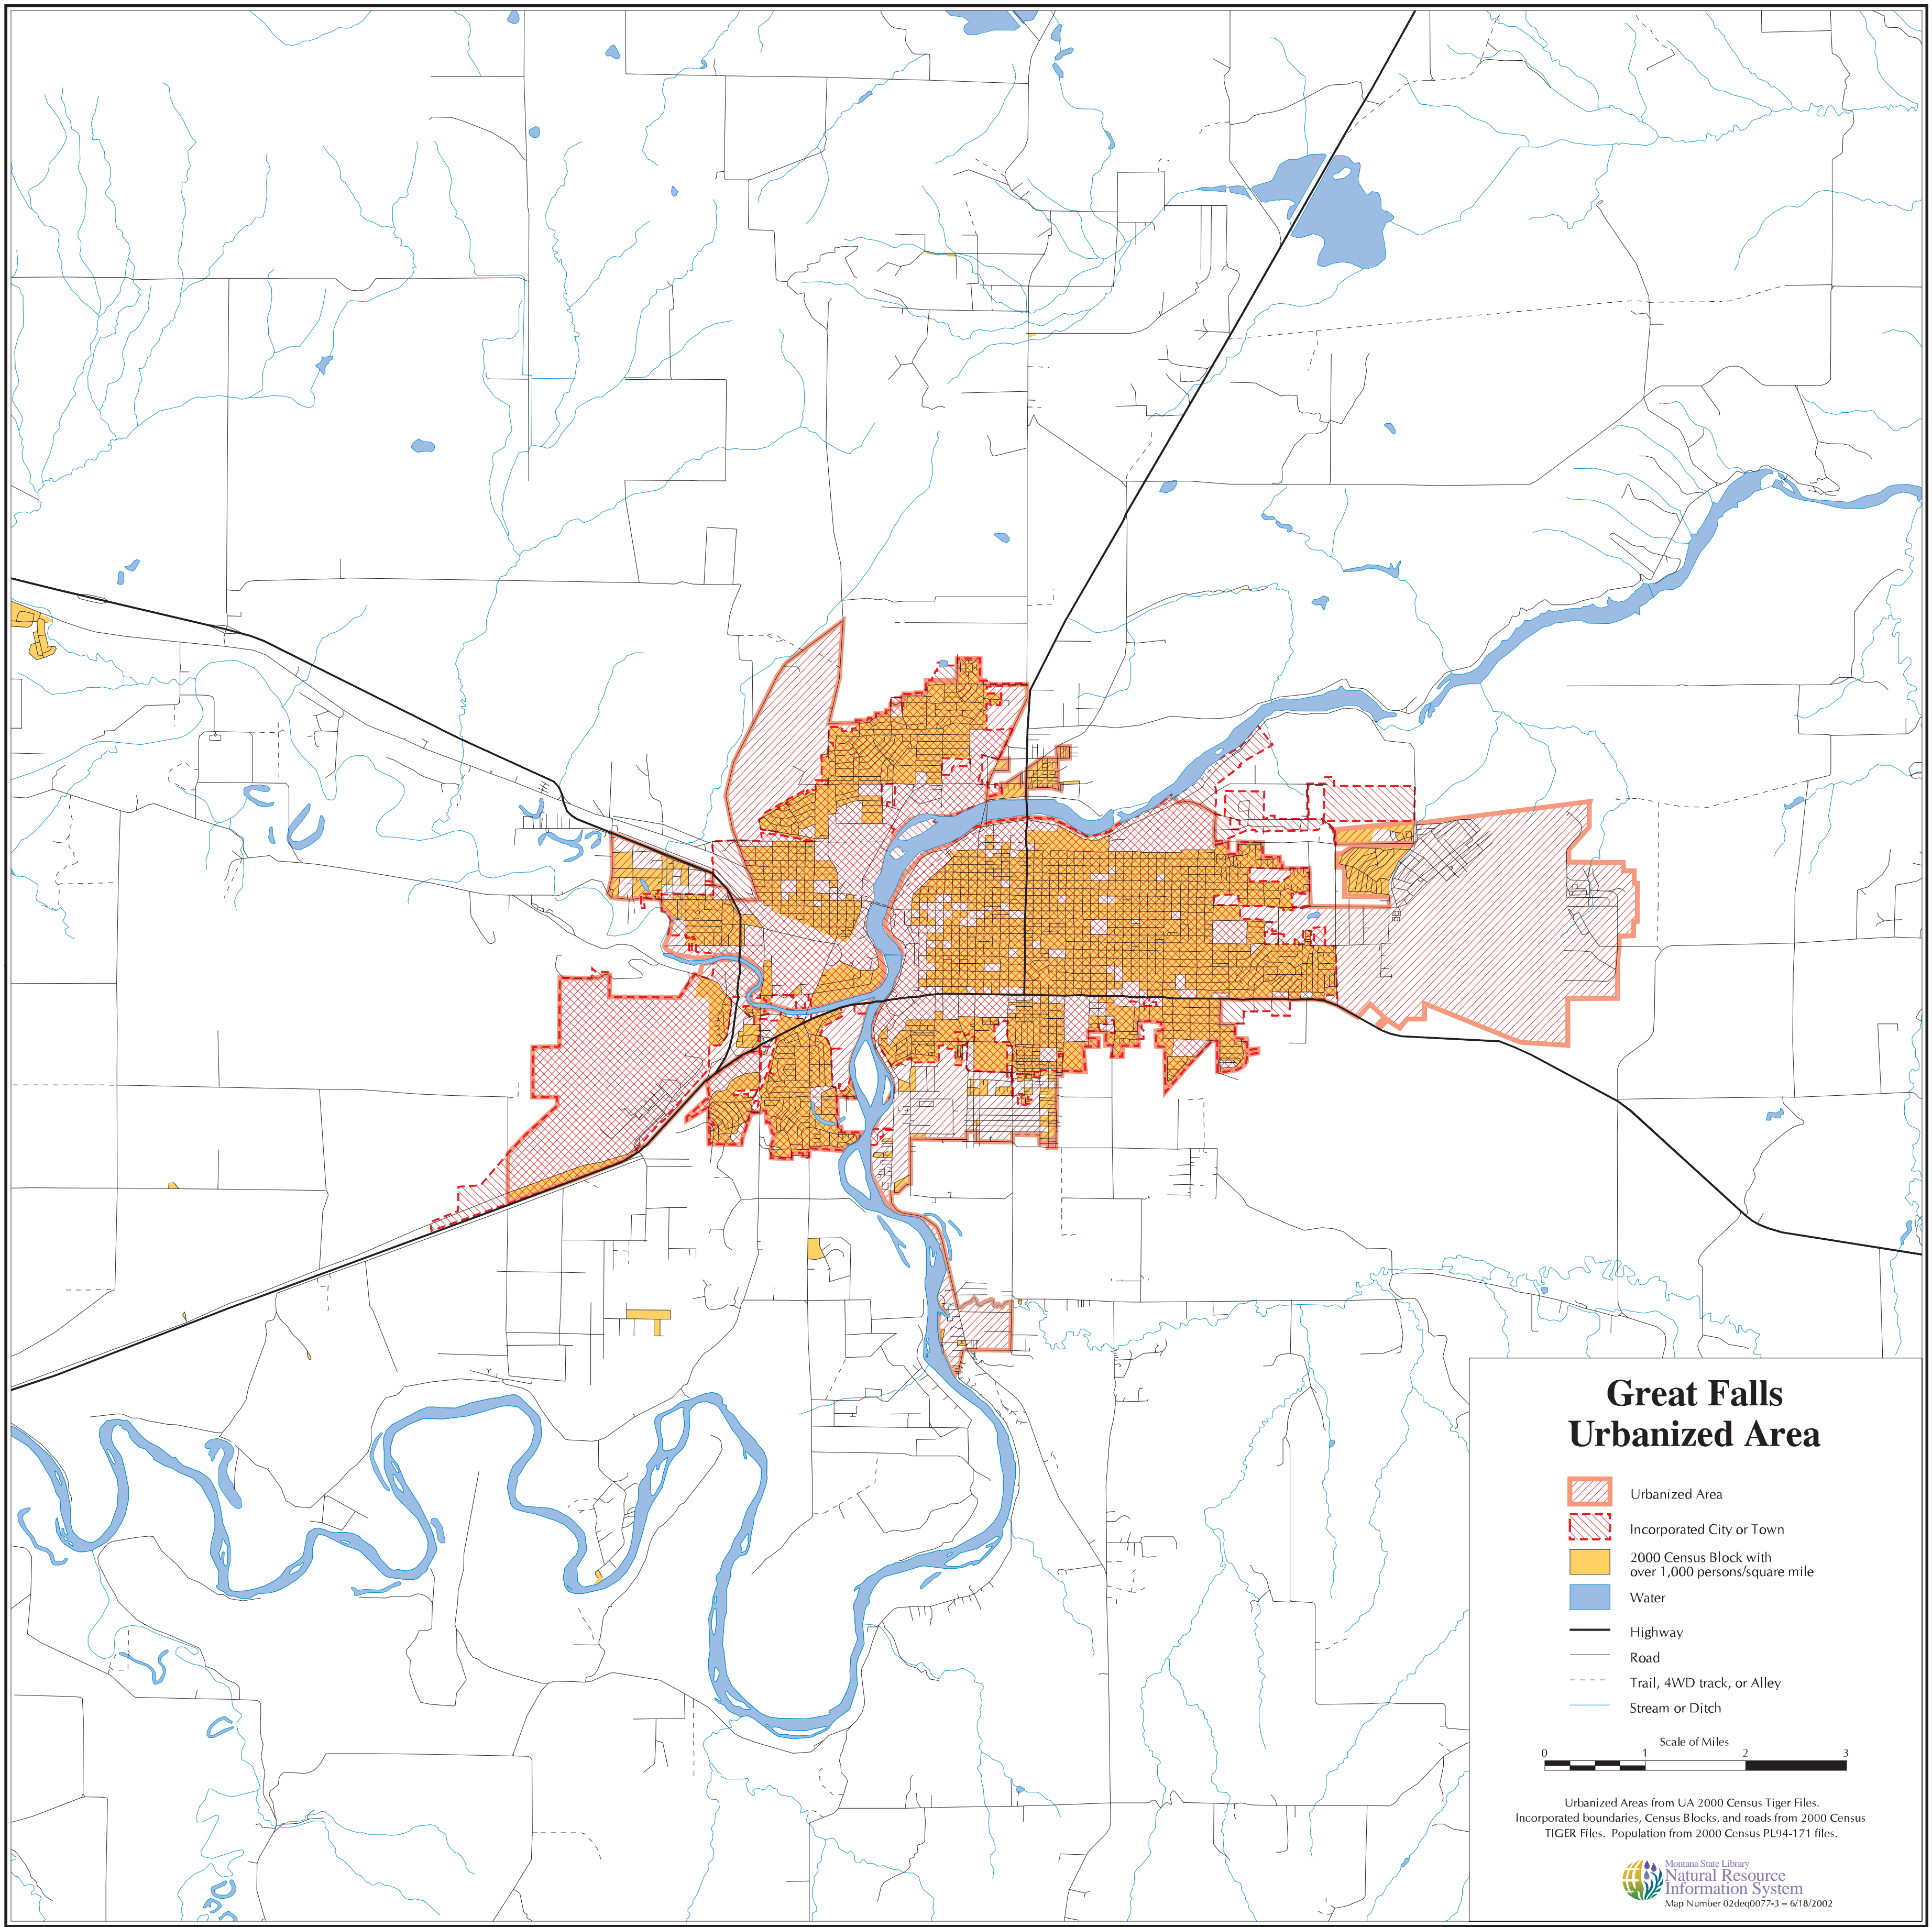 Great Falls
Urbanized Area
Urbanized Area
Incorporated City or Town
2000 Census Block with
over 1,000 persons/square mile
Water
Highway
Road
Trail, 4WD track, or Alley
Stream or Ditch
Scale of Miles
0 1 2 3
Urbanized Areas from UA 2000 Census Tiger Files.
Incorporated boundaries, Census Blocks, and roads from 2000 Census
TIGER Files. Population from 2000 Census PL94-171 files.
Montana State Library
Natural Resource
Information System
Map Number 02deq0077-3 – 6/18/2002